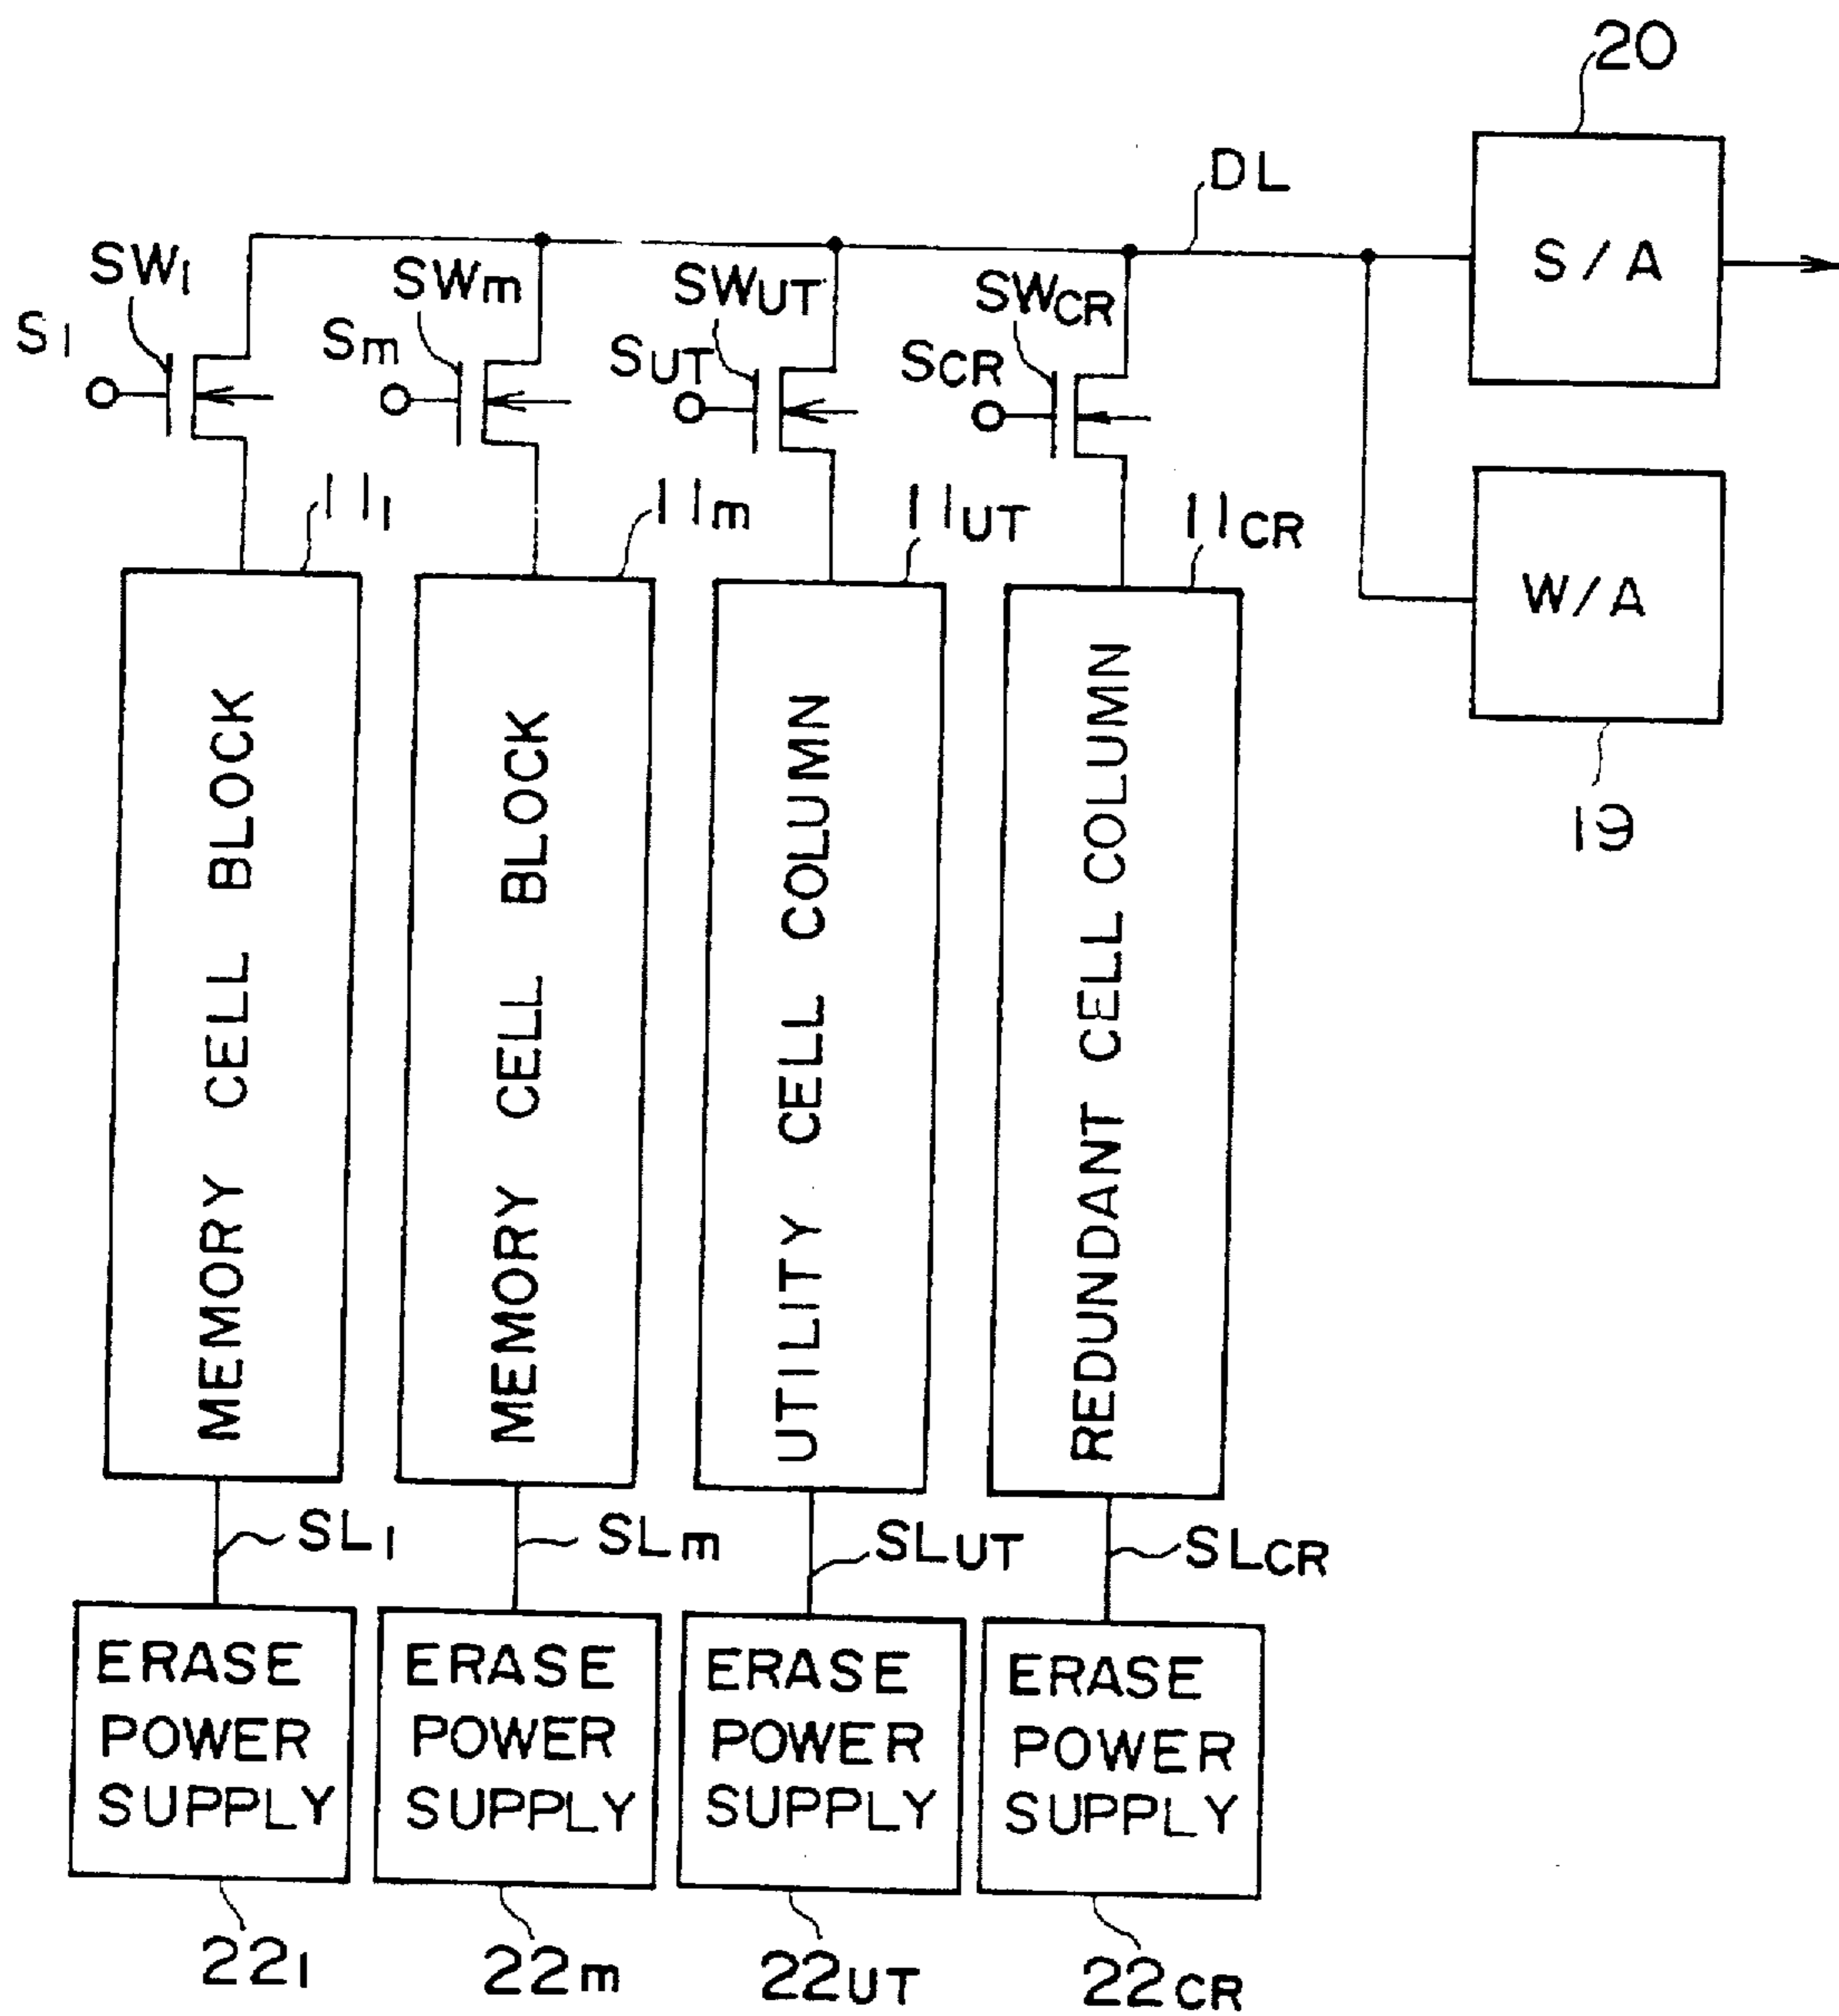 20
DL
S/A
SW1
SWm
SWUT
SWCR
S1
Sm
SUT
SCR
111
11m
11UT
11CR
W/A
19
MEMORY CELL BLOCK
MEMORY CELL BLOCK
UTILITY CELL COLUMN
REDUNDANT CELL COLUMN
SL1
SLm
SLUT
SLCR
ERASE
POWER
SUPPLY
ERASE
POWER
SUPPLY
ERASE
POWER
SUPPLY
ERASE
POWER
SUPPLY
221
22m
22UT
22CR